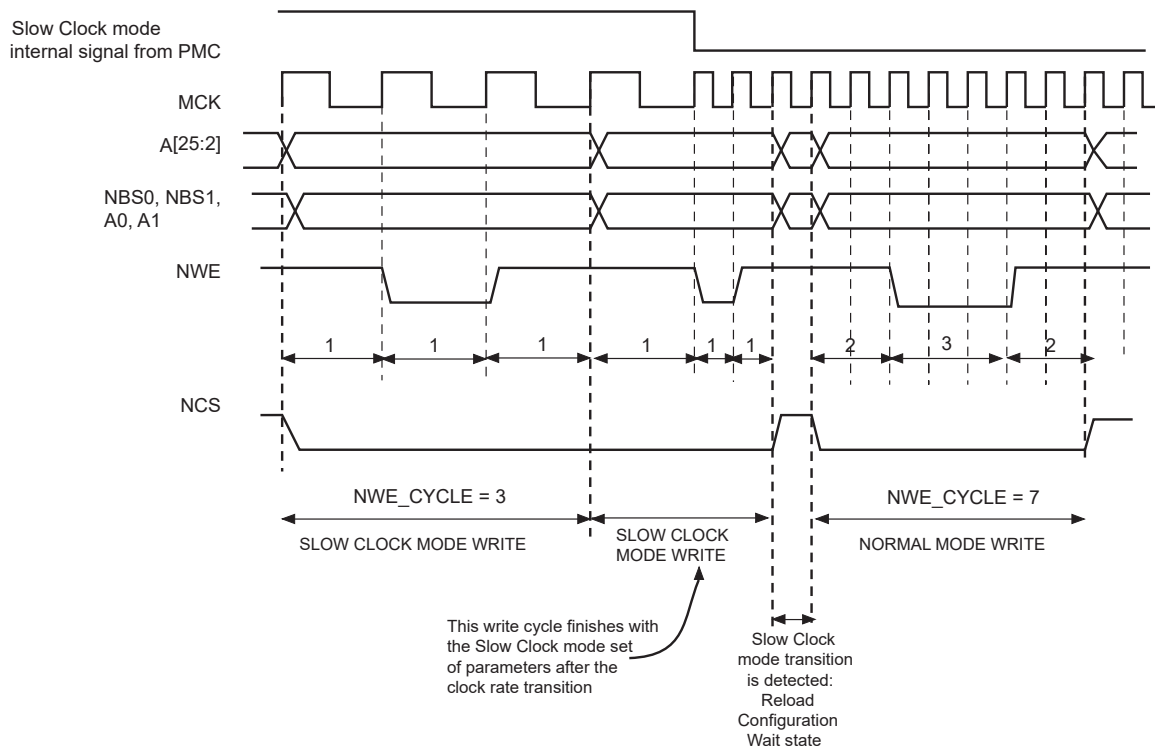 Slow Clock mode
internal signal from PMC
MCK
A[25:2]
NBS0, NBS1,
A0, A1
NWE
1 1 1 1 1 1 2 3 2
NCS
NWE_CYCLE = 3
NWE_CYCLE = 7
SLOW CLOCK MODE WRITE
SLOW CLOCK
MODE WRITE
NORMAL MODE WRITE
This write cycle finishes with
the Slow Clock mode set
of parameters after the
clock rate transition
Slow Clock
mode transition
is detected:
Reload
Configuration
Wait state